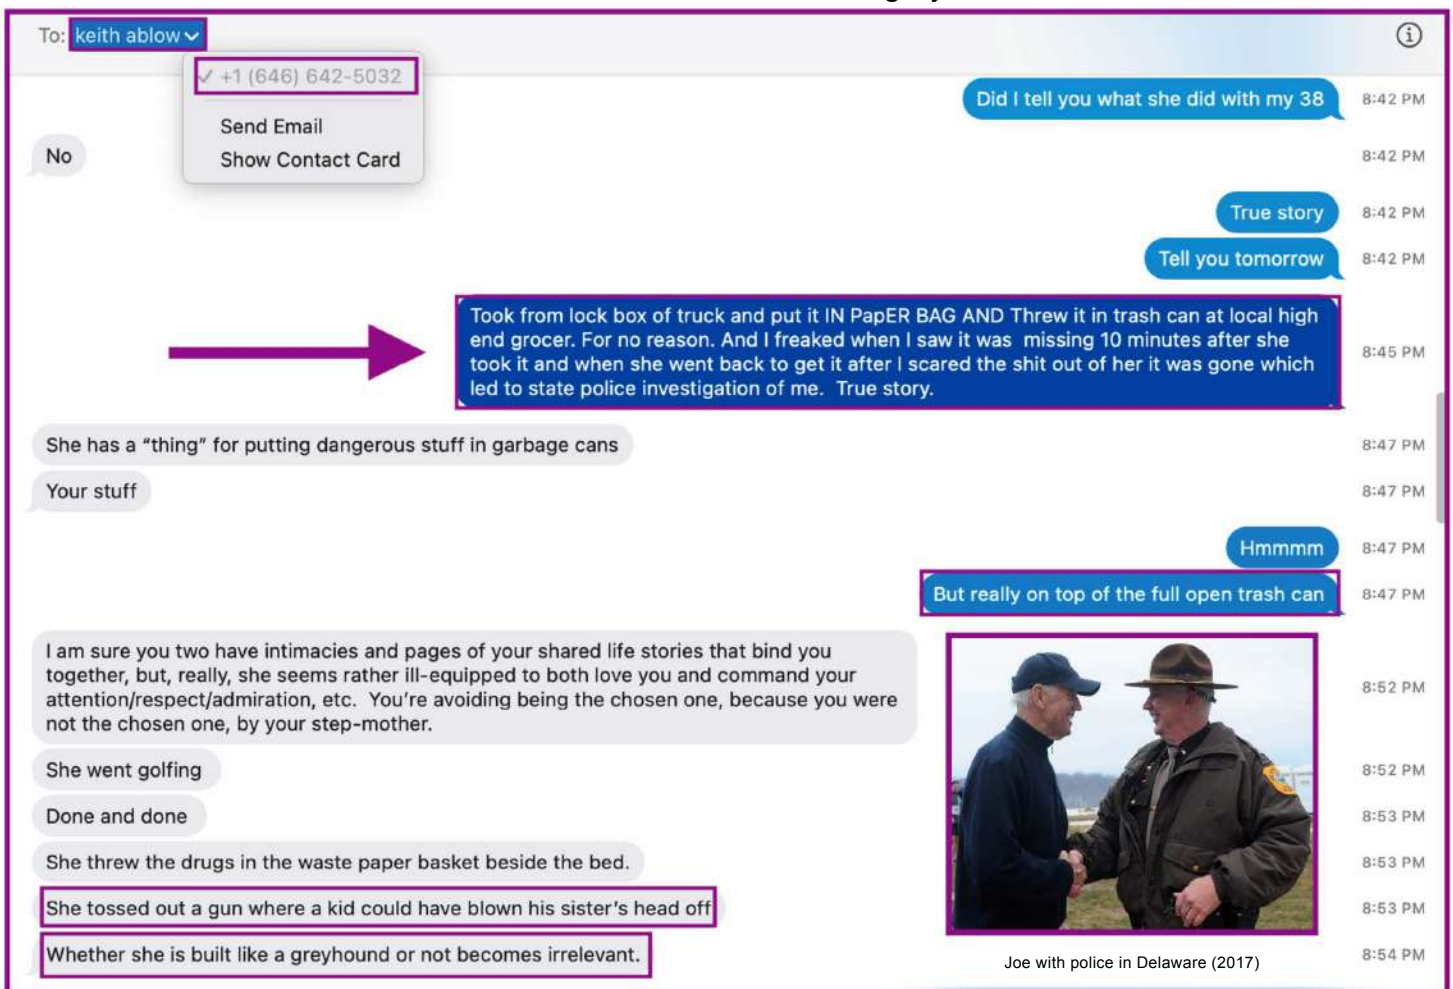 To: keith ablow
+1 (646) 642-5032
Send Email
Show Contact Card
Did I tell you what she did with my 38
8:42 PM
No
8:42 PM
True story
8:42 PM
Tell you tomorrow
8:42 PM
Took from lock box of truck and put it IN PapER BAG AND Threw it in trash can at local high
end grocer. For no reason. And I freaked when I saw it was missing 10 minutes after she
took it and when she went back to get it after I scared the shit out of her it was gone which
led to state police investigation of me. True story.
8:45 PM
She has a “thing” for putting dangerous stuff in garbage cans
8:47 PM
Your stuff
8:47 PM
Hmmmm
8:47 PM
But really on top of the full open trash can
8:47 PM
I am sure you two have intimacies and pages of your shared life stories that bind you
together, but, really, she seems rather ill-equipped to both love you and command your
attention/respect/admiration, etc. You’re avoiding being the chosen one, because you were
not the chosen one, by your step-mother.
8:52 PM
She went golfing
8:52 PM
Done and done
8:53 PM
She threw the drugs in the waste paper basket beside the bed.
8:53 PM
She tossed out a gun where a kid could have blown his sister’s head off
8:53 PM
Whether she is built like a greyhound or not becomes irrelevant.
8:54 PM
Joe with police in Delaware (2017)